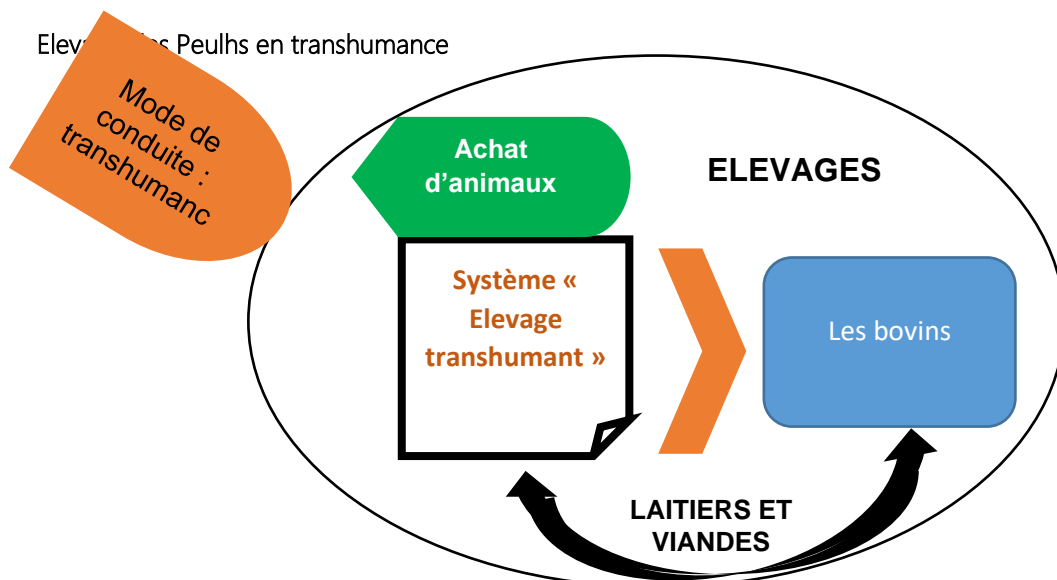 Elev Peulhs en transhumance
Mode de
conduite :
transhumanc
Achat
d’animaux
ELEVAGES
Système «
Elevage
transhumant »
Les bovins
LAITIERS ET
VIANDES